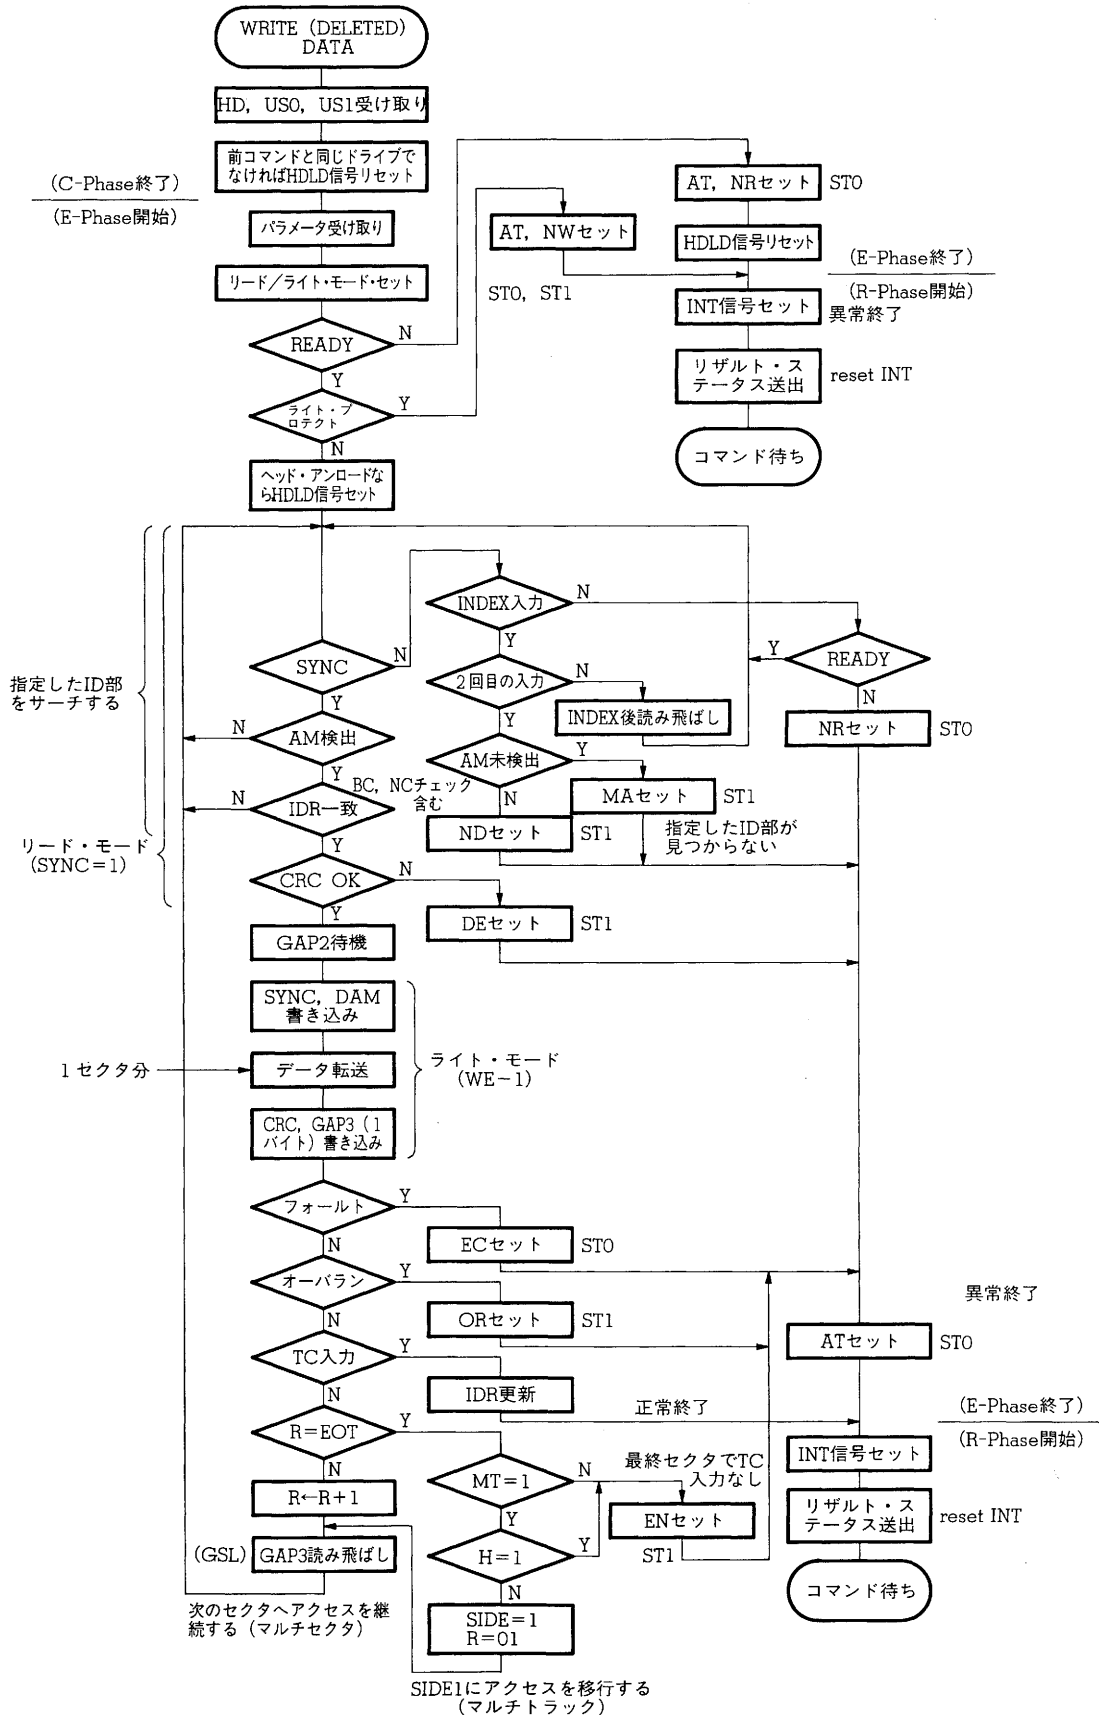 WRITE (DELETED)
DATA
HD, US0, US1受け取り
前コマンドと同じドライブで
なければHDLD信号リセット
(C-Phase終了)
(E-Phase開始)
パラメータ受け取り
リード／ライト・モード・セット
READY
N
Y
ライト・プ
ロテクト
Y
N
ヘッド・アンロードな
らHDLD信号セット
AT, NWセット
ST0, ST1
AT, NRセット
ST0
HDLD信号リセット
(E-Phase終了)
(R-Phase開始)
INT信号セット
異常終了
リザルト・ス
テータス送出
reset INT
コマンド待ち
指定したID部
をサーチする
リード・モード
(SYNC=1)
SYNC
N
Y
AM検出
N
Y
IDR一致
N
Y
BC, NCチェック
含む
CRC OK
N
Y
INDEX入力
N
Y
2回目の入力
N
Y
INDEX後読み飛ばし
AM未検出
Y
N
MAセット
ST1
NDセット
ST1
指定したID部が
見つからない
READY
Y
N
NRセット
ST0
DEセット
ST1
GAP2待機
SYNC, DAM
書き込み
1セクタ分
データ転送
ライト・モード
(WE−1)
CRC, GAP3 (1
バイト) 書き込み
フォールト
Y
N
ECセット
ST0
オーバラン
Y
N
ORセット
ST1
異常終了
ATセット
ST0
TC入力
Y
N
IDR更新
正常終了
(E-Phase終了)
(R-Phase開始)
R=EOT
Y
N
INT信号セット
MT=1
N
Y
最終セクタでTC
入力なし
R←R+1
ENセット
ST1
リザルト・ス
テータス送出
reset INT
(GSL)
GAP3読み飛ばし
H=1
Y
N
コマンド待ち
次のセクタへアクセスを継
続する (マルチセクタ)
SIDE=1
R=01
SIDE1にアクセスを移行する
(マルチトラック)